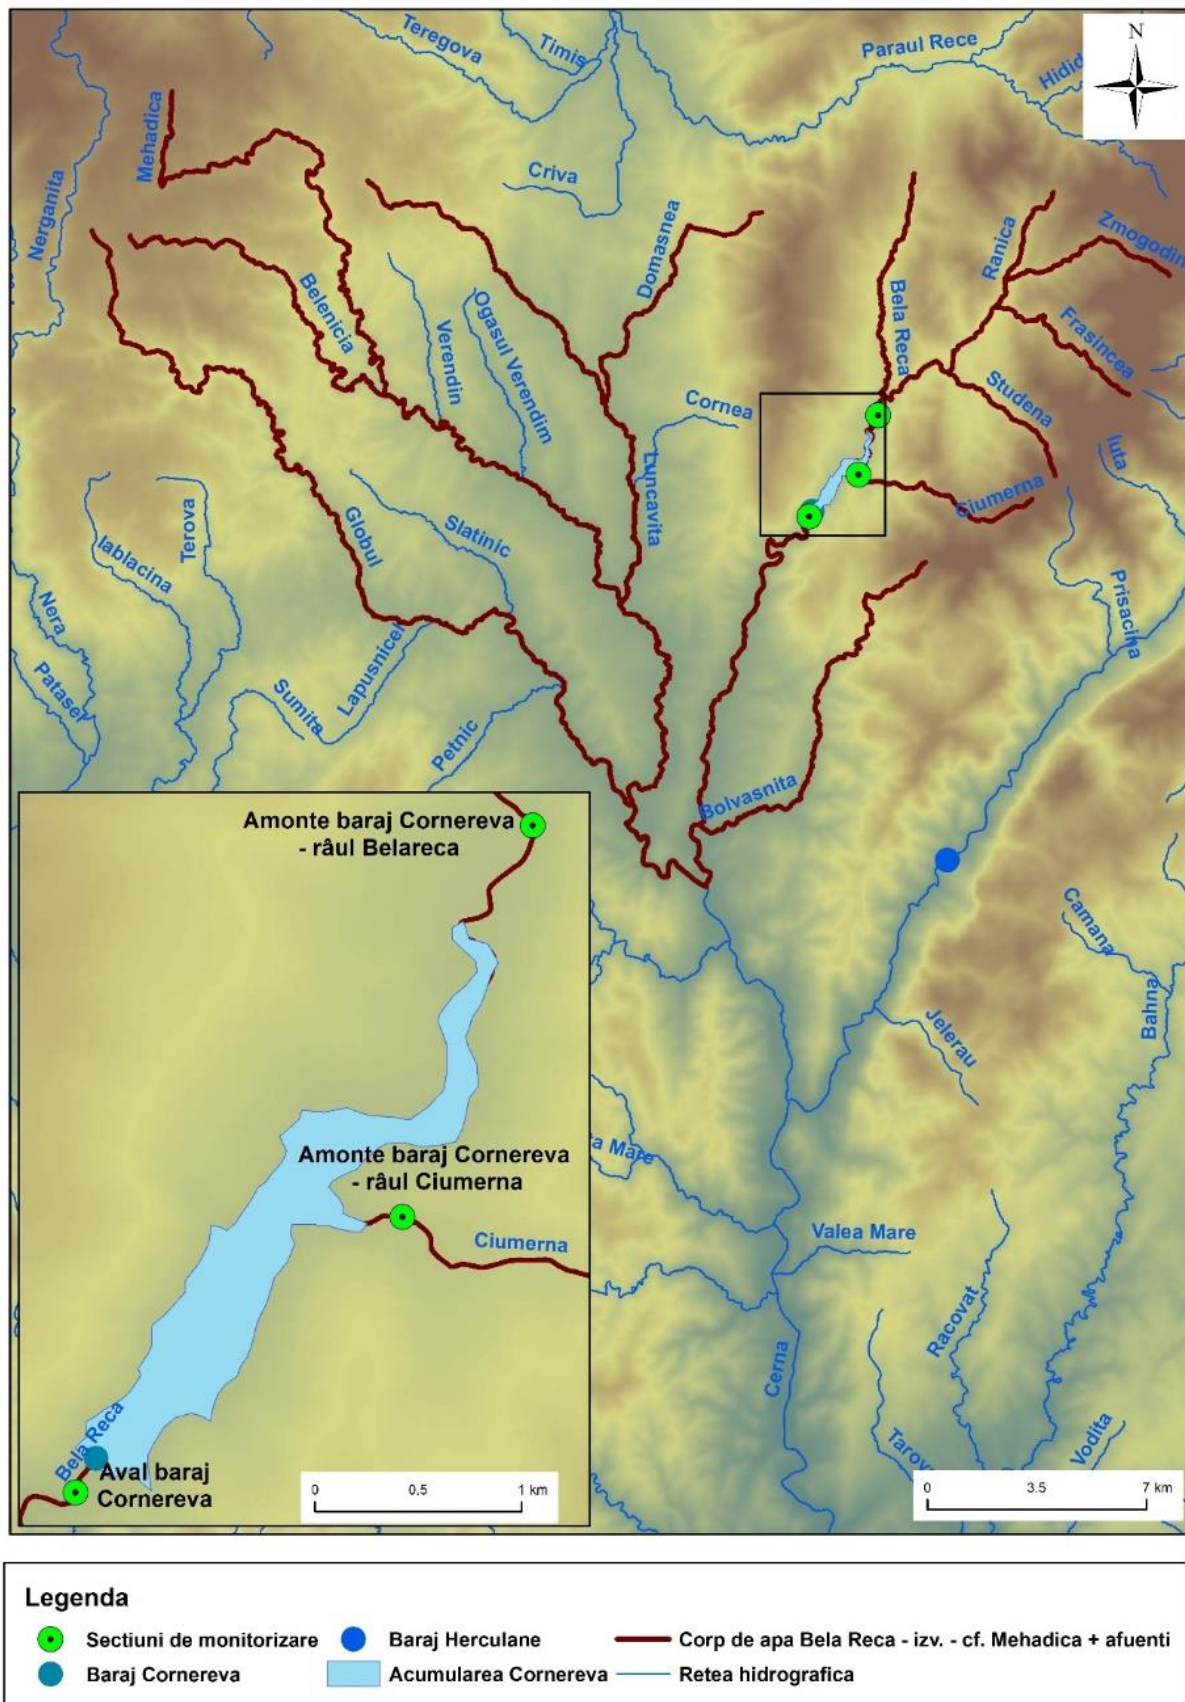 Teregova
Timis
Paraul Rece
N
Mehadica
Criva
Nerganita
Domasnea
Ranica
Zmogodin
Belenicia
Verendin
Ogasul Verendim
Bela Reca
Frasincea
Studena
Cornea
Luncavita
Iuta
Ciumerna
Globul
Slatinic
Iablacina
Terova
Nera
Patasel
Prisacina
Sumita
Lapusnicel
Petnic
Bolvasnita
Amonte baraj Cornereva
- râul Belareca
Camana
Bahna
Jelerau
Amonte baraj Cornereva
- râul Ciumerna
a Mare
Ciumerna
Valea Mare
Racovat
Cerna
Bela Reca
Aval baraj
Cornereva
0 0.5 1 km
Vodita
0 3.5 7 km
Legenda
Sectiuni de monitorizare
Baraj Herculane
Corp de apa Bela Reca - izv. - cf. Mehadica + afuenti
Baraj Cornereva
Acumularea Cornereva
Retea hidrografica